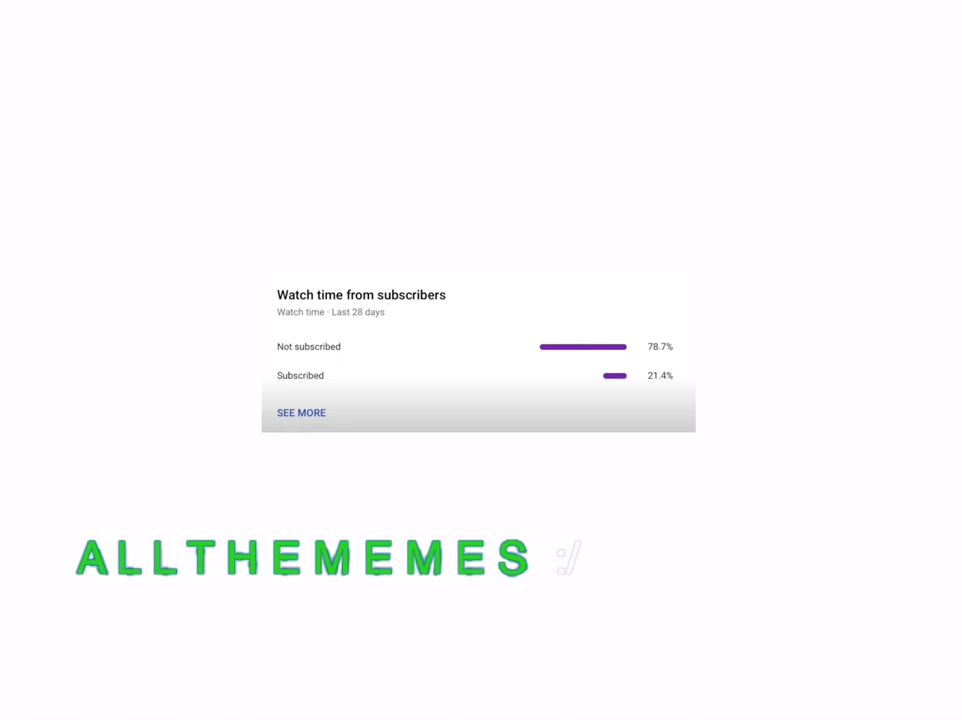 Watch time from subscribers
Watch time · Last 28 days
Not subscribed 78.7%
Subscribed 21.4%
SEE MORE
ALLTHEMEMES :/